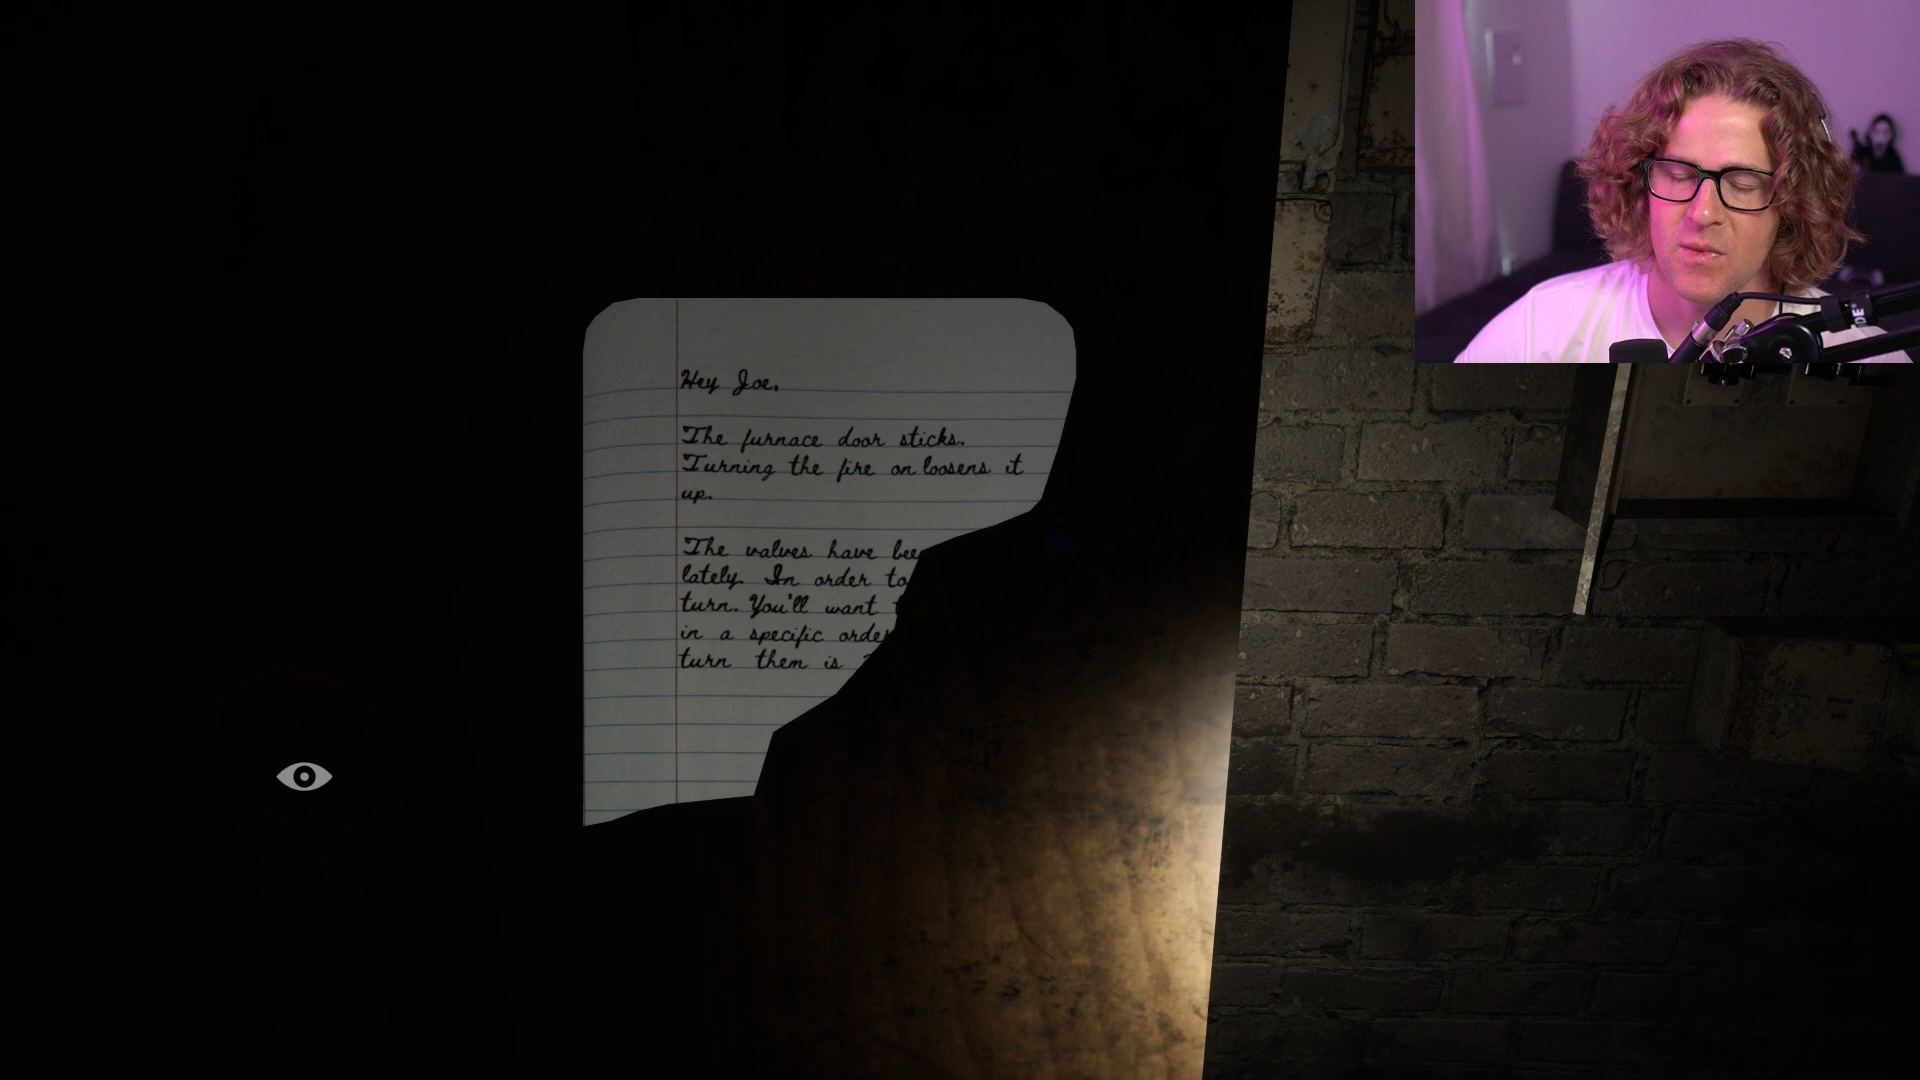 Hey Joe,
The furnace door sticks.
Turning the fire on loosens it
up.
The valves have bee
lately. In order to
turn. You'll want
in a specific order
turn them is